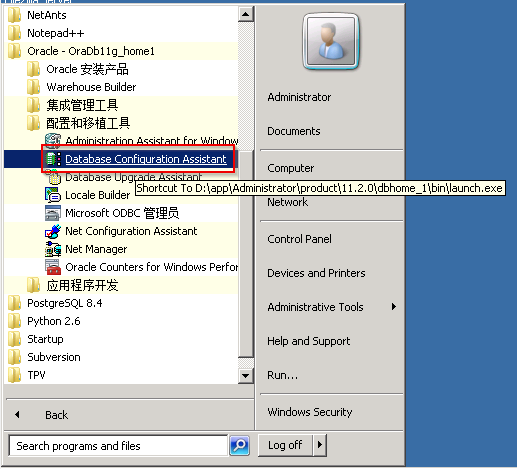 NetAnts
Notepad++
Oracle - OraDb11g_home1
Oracle 安装产品
Warehouse Builder
集成管理工具
配置和移植工具
Administration Assistant for Window
Database Configuration Assistant
Database Upgrade Assistant
Shortcut To D:\app\Administrator\product\11.2.0\dbhome_1\bin\launch.exe
Locale Builder
Microsoft ODBC 管理员
Net Configuration Assistant
Net Manager
Oracle Counters for Windows Perfor
应用程序开发
PostgreSQL 8.4
Python 2.6
Startup
Subversion
TPV
Back
Search programs and files
Administrator
Documents
Computer
Network
Control Panel
Devices and Printers
Administrative Tools
Help and Support
Run...
Windows Security
Log off